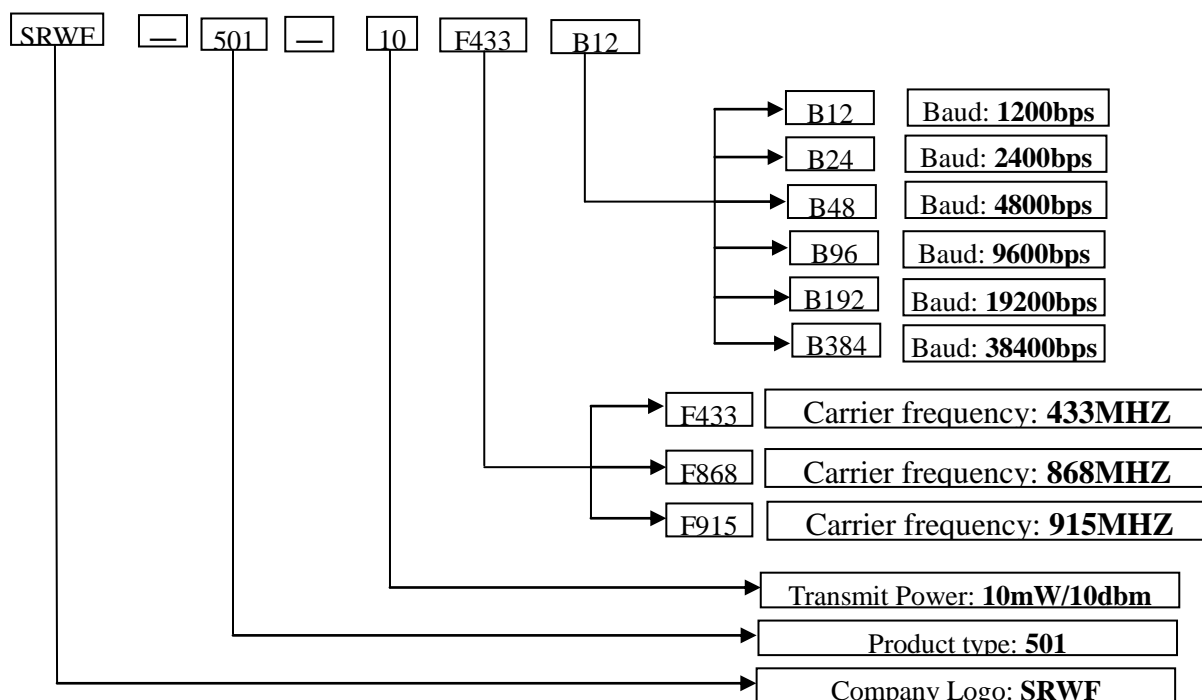 SRWF — 501 — 10 F433 B12
B12 Baud: 1200bps
B24 Baud: 2400bps
B48 Baud: 4800bps
B96 Baud: 9600bps
B192 Baud: 19200bps
B384 Baud: 38400bps
F433 Carrier frequency: 433MHZ
F868 Carrier frequency: 868MHZ
F915 Carrier frequency: 915MHZ
Transmit Power: 10mW/10dbm
Product type: 501
Company Logo: SRWF